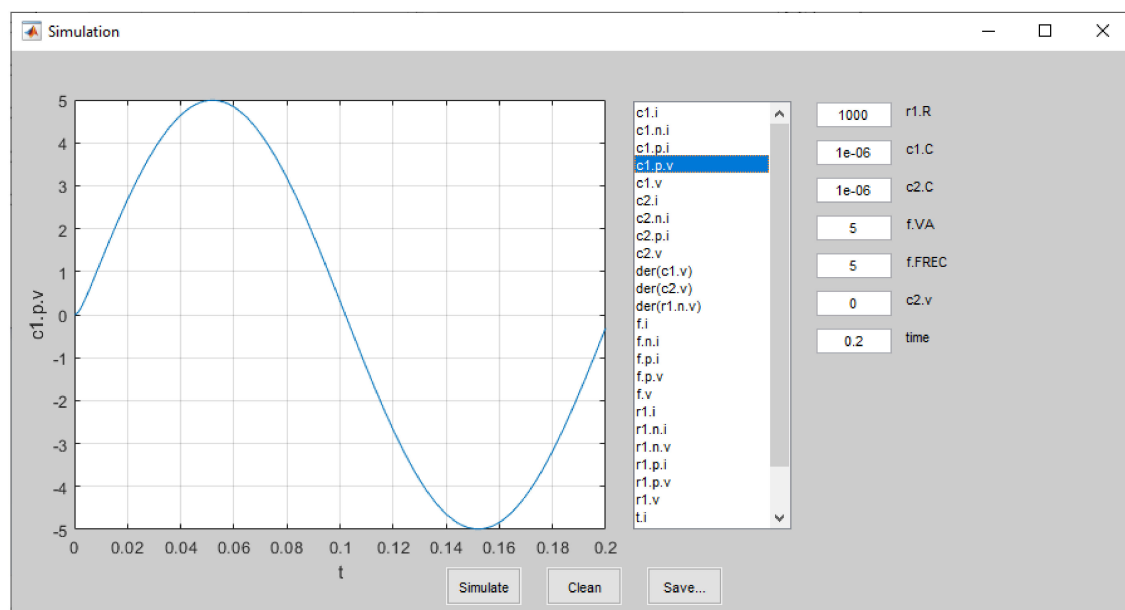 Simulation
5
4
3
2
1
0
-1
-2
-3
-4
-5
c1.p.v
0 0.02 0.04 0.06 0.08 0.1 0.12 0.14 0.16 0.18 0.2
t
c1.i
c1.n.i
c1.p.i
c1.p.v
c1.v
c2.i
c2.n.i
c2.p.i
c2.v
der(c1.v)
der(c2.v)
der(r1.n.v)
f.i
f.n.i
f.p.i
f.p.v
f.v
r1.i
r1.n.i
r1.n.v
r1.p.i
r1.p.v
r1.v
t.i
1000 r1.R
1e-06 c1.C
1e-06 c2.C
5 f.VA
5 f.FREC
0 c2.v
0.2 time
Simulate Clean Save...